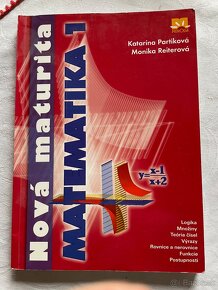 Katarína Partiková
Monika Reiterová
Nová maturita
MATEMATIKA 1
y=x-1
x+2
Logika
Množiny
Teória čísel
Výrazy
Rovnice a nerovnice
Funkcie
Postupnosti